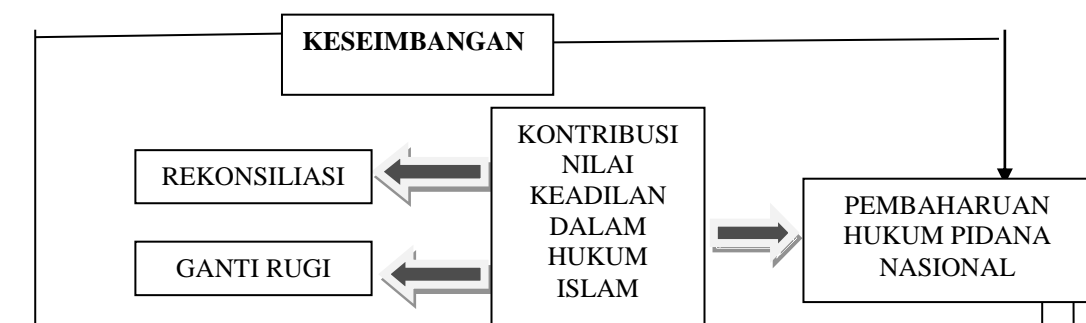 KESEIMBANGAN
REKONSILIASI
GANTI RUGI
KONTRIBUSI
NILAI
KEADILAN
DALAM
HUKUM
ISLAM
PEMBAHARUAN
HUKUM PIDANA
NASIONAL